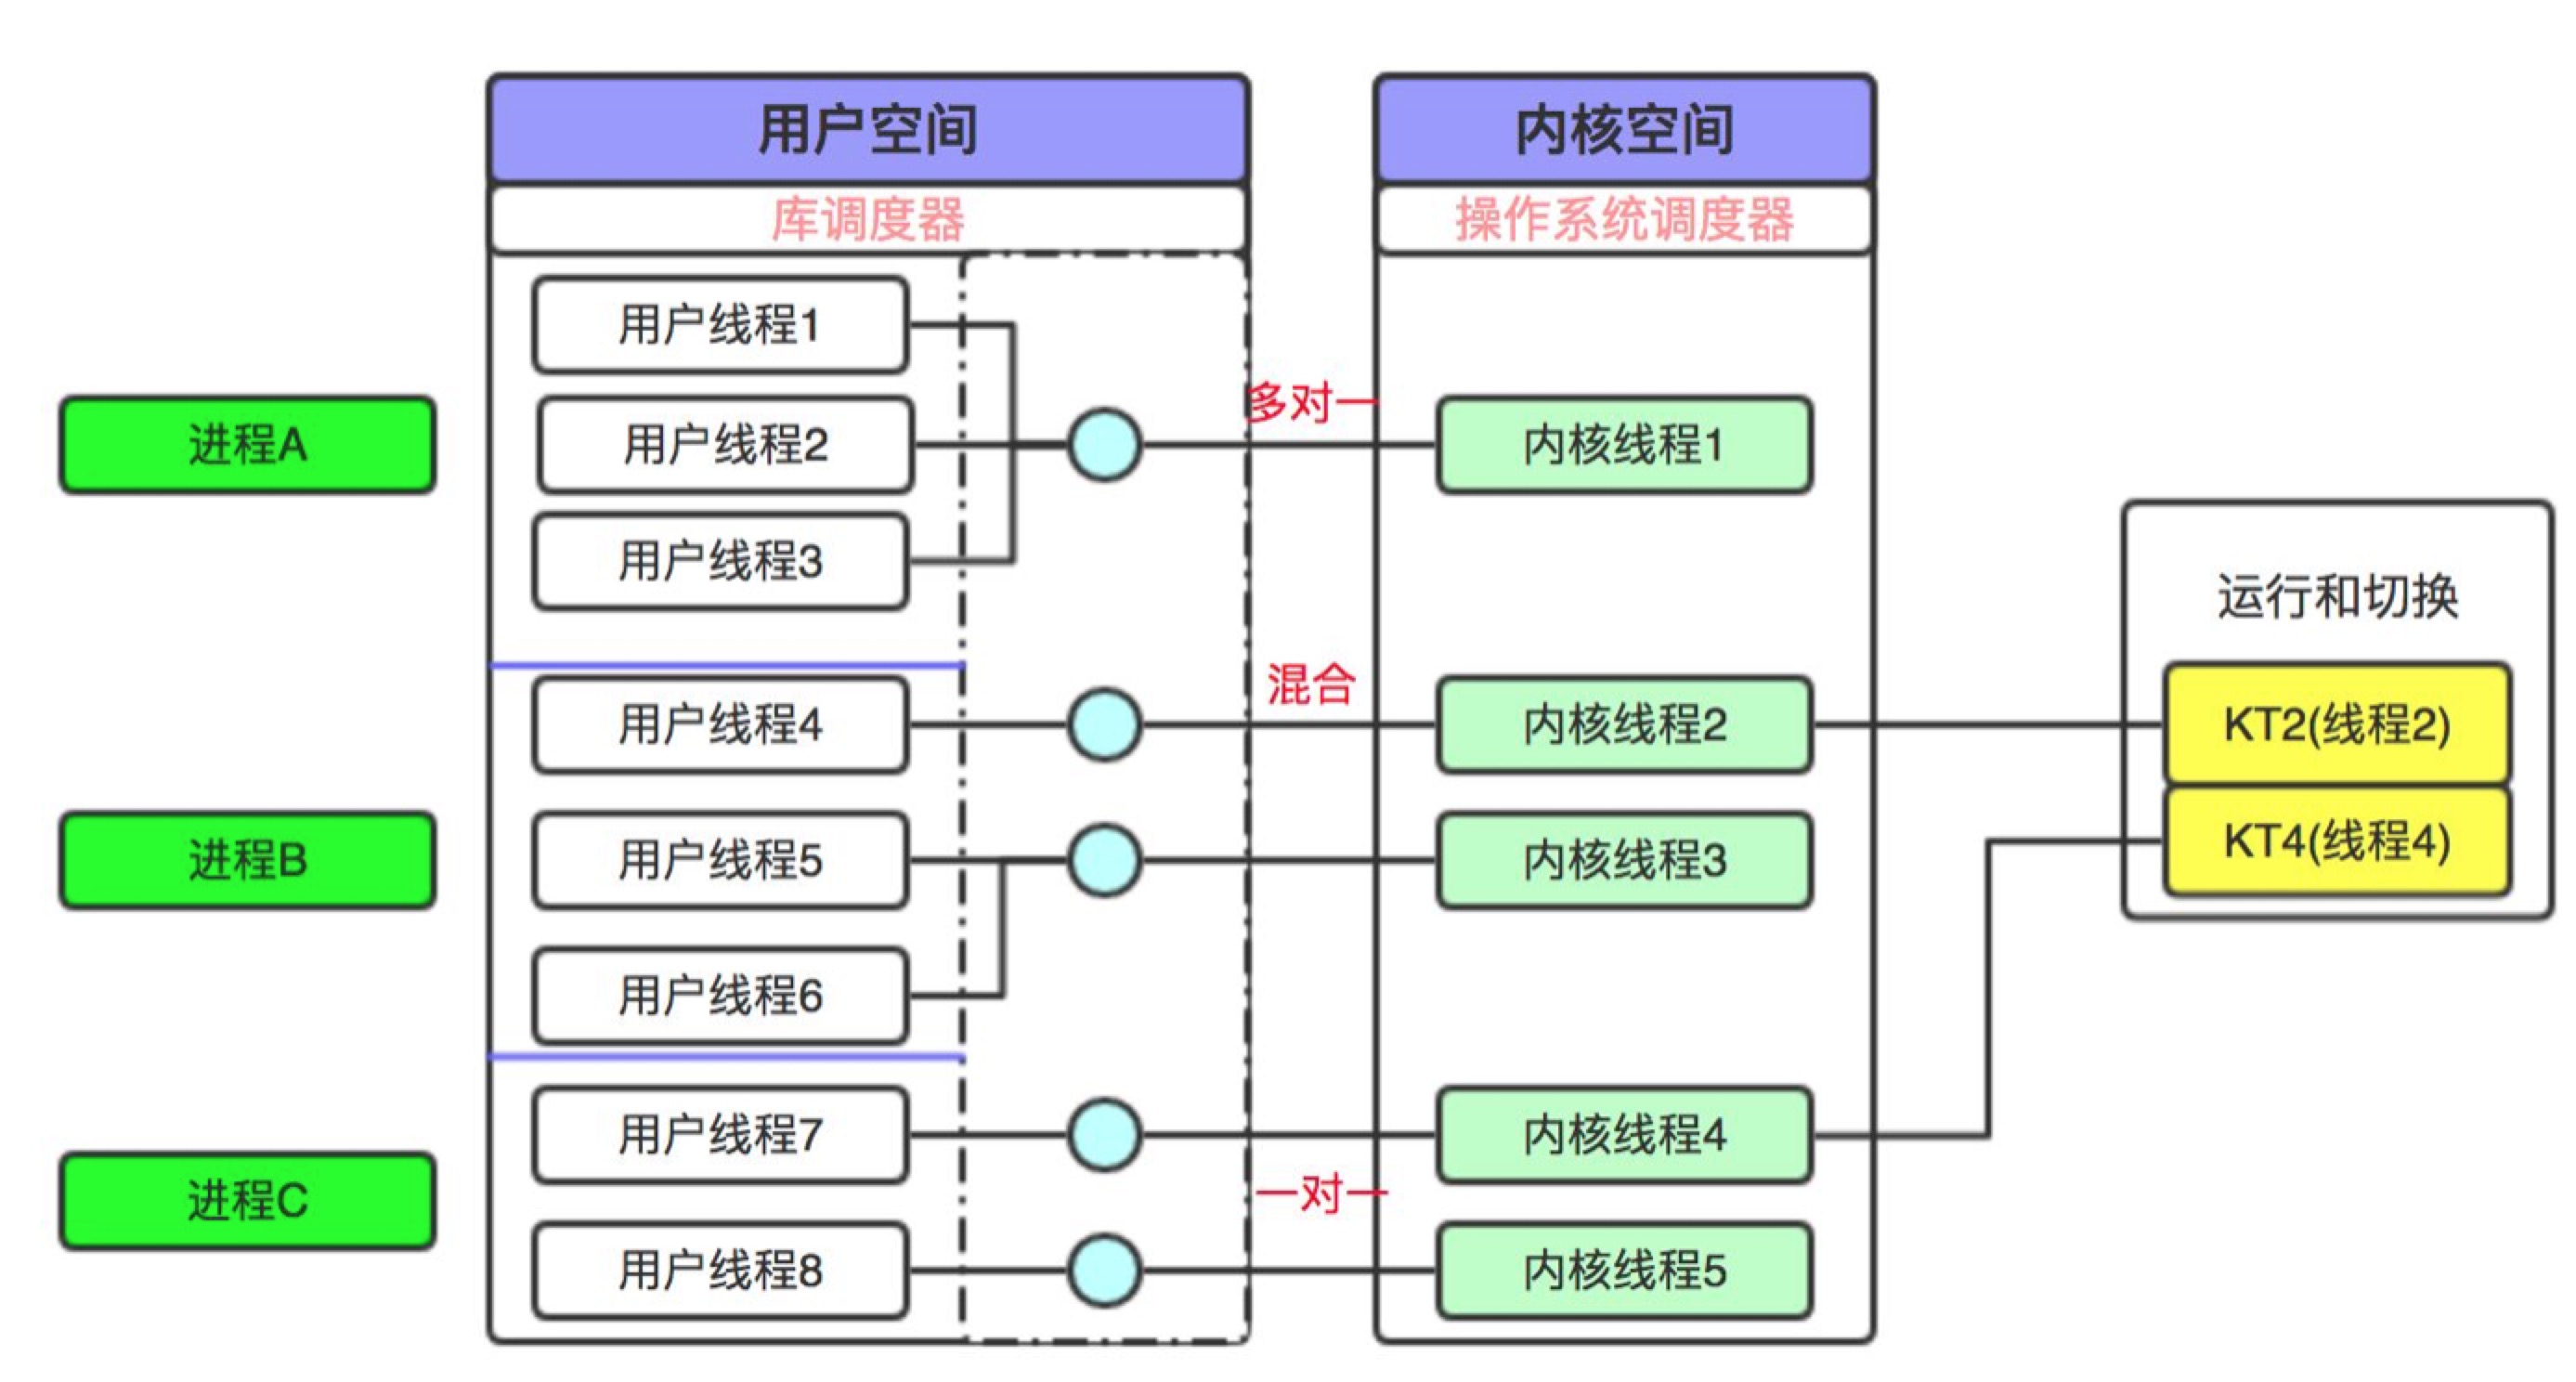 用户空间
内核空间
库调度器
操作系统调度器
用户线程1
多对一
进程A
用户线程2
内核线程1
用户线程3
运行和切换
混合
用户线程4
内核线程2
KT2(线程2)
KT4(线程4)
进程B
用户线程5
内核线程3
用户线程6
用户线程7
内核线程4
进程C
一对一
用户线程8
内核线程5